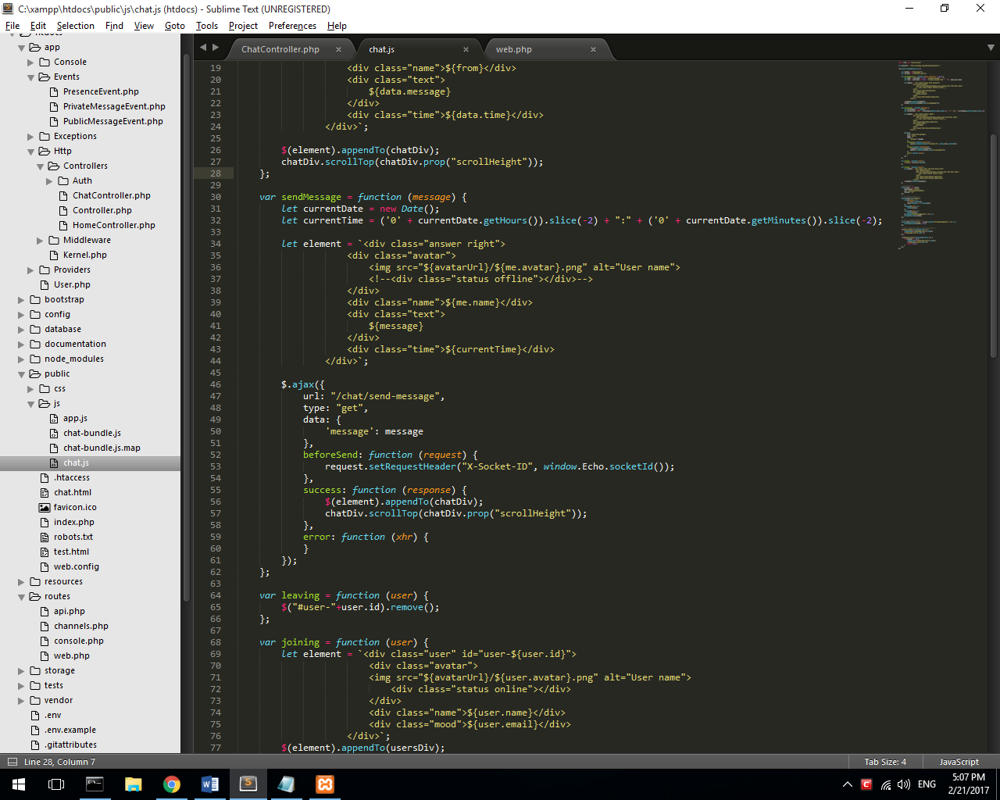 C:\xampp\htdocs\public\js\chat.js (htdocs) - Sublime Text (UNREGISTERED)
File Edit Selection Find View Goto Tools Project Preferences Help
htdocs
app
Console
Events
PresenceEvent.php
PrivateMessageEvent.php
PublicMessageEvent.php
Exceptions
Http
Controllers
Auth
ChatController.php
Controller.php
HomeController.php
Middleware
Kernel.php
Providers
User.php
bootstrap
config
database
documentation
node_modules
public
css
js
app.js
chat-bundle.js
chat-bundle.js.map
chat.js
.htaccess
chat.html
favicon.ico
index.php
robots.txt
test.html
web.config
resources
routes
api.php
channels.php
console.php
web.php
storage
tests
vendor
.env
.env.example
.gitattributes
ChatController.php × chat.js × web.php ×
19 <div class="name">${from}</div>
20 <div class="text">
21 ${data.message}
22 </div>
23 <div class="time">${data.time}</div>
24 </div>`;
25
26 $(element).appendTo(chatDiv);
27 chatDiv.scrollTop(chatDiv.prop("scrollHeight"));
28 };
29
30 var sendMessage = function (message) {
31 let currentDate = new Date();
32 let currentTime = ('0' + currentDate.getHours()).slice(-2) + ":" + ('0' + currentDate.getMinutes()).slice(-2);
33
34 let element = `<div class="answer right">
35 <div class="avatar">
36 <img src="${avatarUrl}/${me.avatar}.png" alt="User name">
37 <!--<div class="status offline"></div>-->
38 </div>
39 <div class="name">${me.name}</div>
40 <div class="text">
41 ${message}
42 </div>
43 <div class="time">${currentTime}</div>
44 </div>`;
45
46 $.ajax({
47 url: "/chat/send-message",
48 type: "get",
49 data: {
50 'message': message
51 },
52 beforeSend: function (request) {
53 request.setRequestHeader("X-Socket-ID", window.Echo.socketId());
54 },
55 success: function (response) {
56 $(element).appendTo(chatDiv);
57 chatDiv.scrollTop(chatDiv.prop("scrollHeight"));
58 },
59 error: function (xhr) {
60 }
61 });
62 };
63
64 var leaving = function (user) {
65 $("#user-"+user.id).remove();
66 };
67
68 var joining = function (user) {
69 let element = `<div class="user" id="user-${user.id}">
70 <div class="avatar">
71 <img src="${avatarUrl}/${user.avatar}.png" alt="User name">
72 <div class="status online"></div>
73 </div>
74 <div class="name">${user.name}</div>
75 <div class="mood">${user.email}</div>
76 </div>`;
77 $(element).appendTo(usersDiv);
Line 28, Column 7 Tab Size: 4 JavaScript
ENG 5:07 PM
2/21/2017